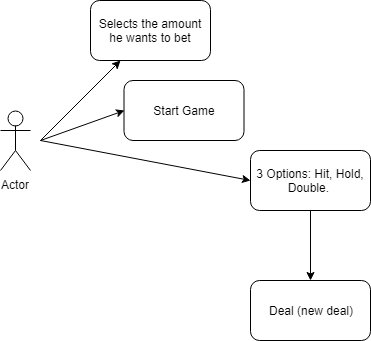 Selects the amount
he wants to bet
Start Game
Actor
3 Options: Hit, Hold,
Double.
Deal (new deal)